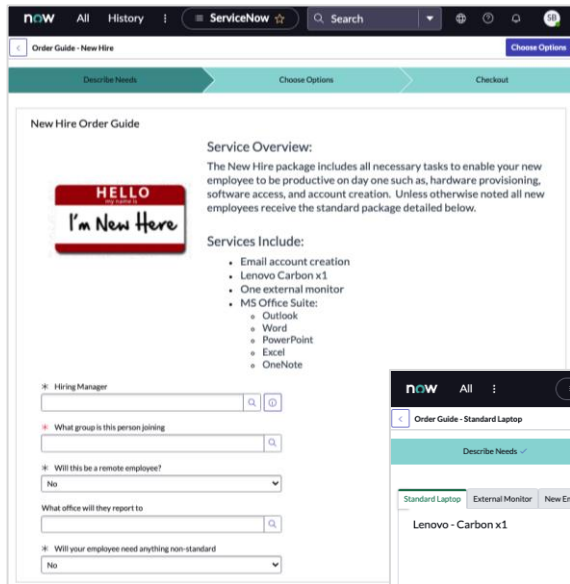 now All History ServiceNow Search SB
Order Guide - New Hire Choose Options
Describe Needs Choose Options Checkout
New Hire Order Guide
HELLO
my name is
I'm New Here
Service Overview:
The New Hire package includes all necessary tasks to enable your new
employee to be productive on day one such as, hardware provisioning,
software access, and account creation. Unless otherwise noted all new
employees receive the standard package detailed below.
Services Include:
• Email account creation
• Lenovo Carbon x1
• One external monitor
• MS Office Suite:
Outlook
Word
PowerPoint
Excel
OneNote
* Hiring Manager
* What group is this person joining
* Will this be a remote employee?
No
What office will they report to
* Will your employee need anything non-standard
No
now All
Order Guide - Standard Laptop
Describe Needs ✓
Standard Laptop External Monitor New
Lenovo - Carbon x1